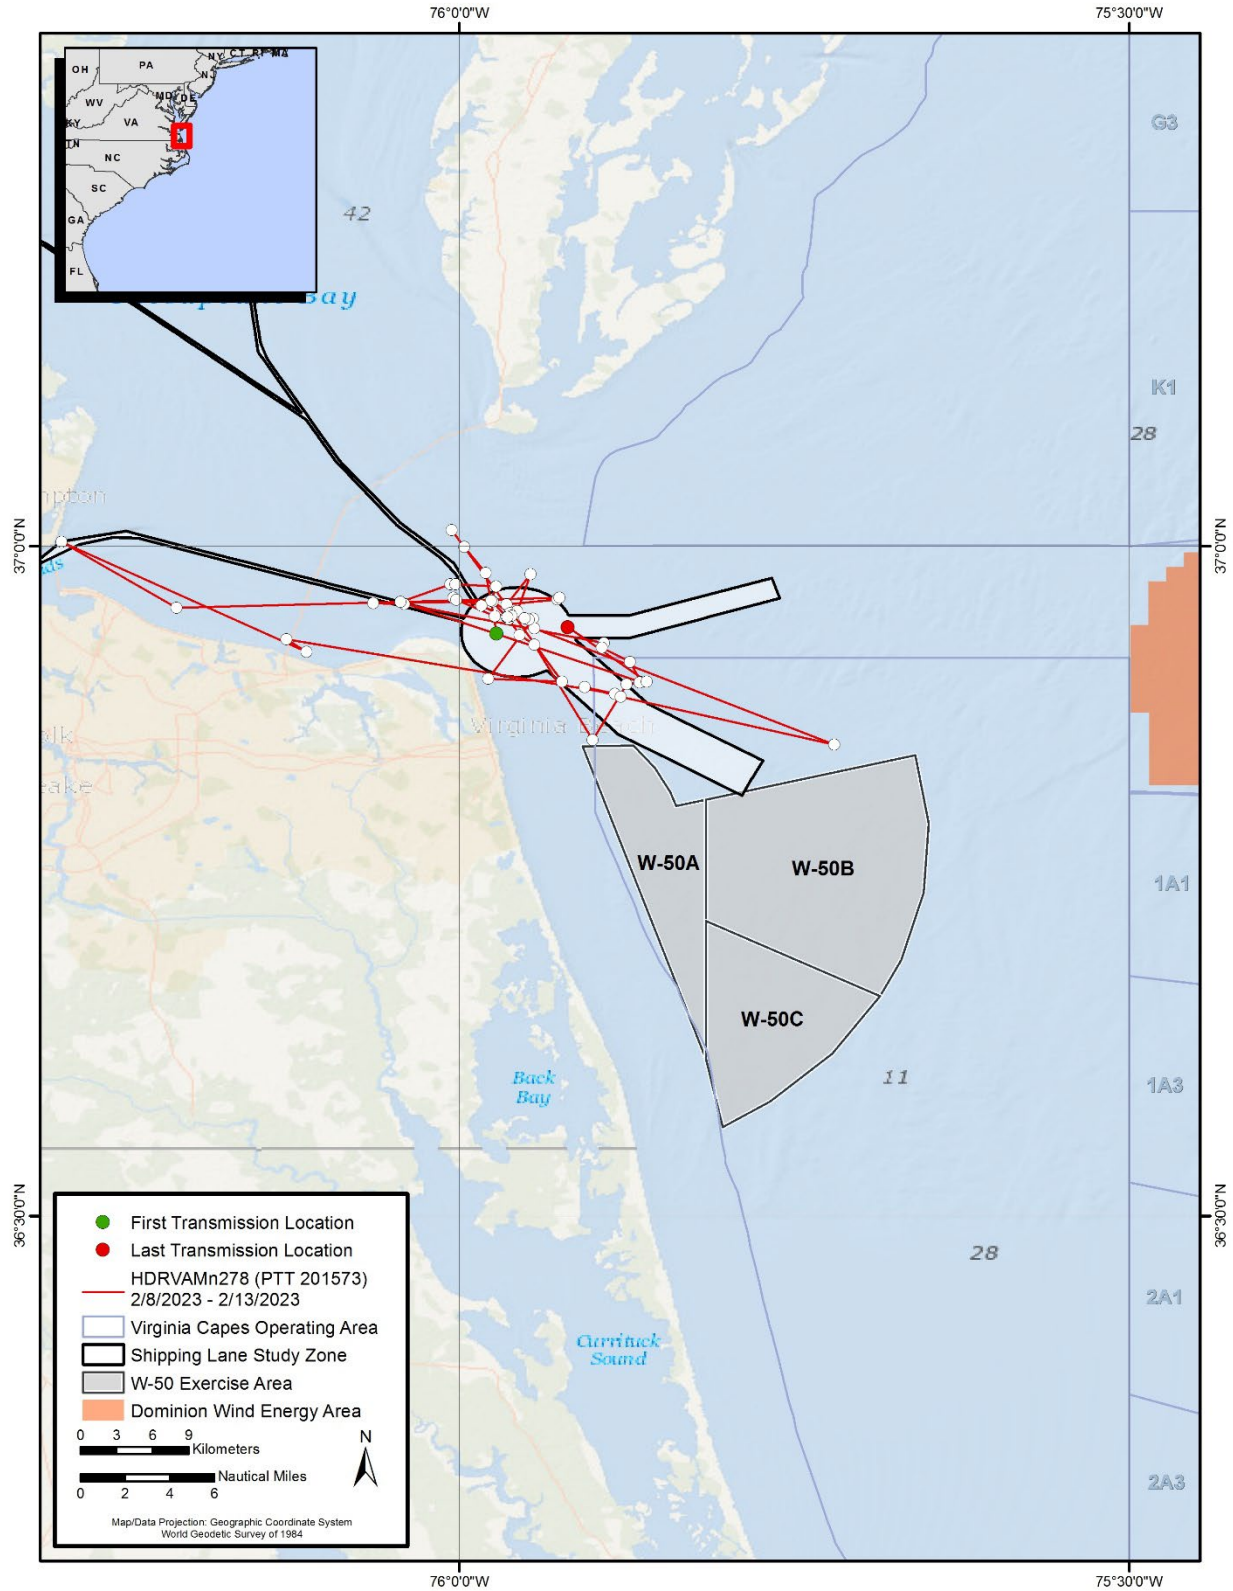 76°0'0"W
75°30'0"W
NY
CT
RI
MA
OH
PA
MD
DE
WV
VA
KY
TN
NC
SC
GA
FL
G3
42
Bay
K1
28
37°0'0"N
37°0'0"N
Virginia Beach
W-50A
W-50B
1A1
W-50C
Back
Bay
11
1A3
36°30'0"N
36°30'0"N
28
2A1
Currituck
Sound
2A3
First Transmission Location
Last Transmission Location
HDRVAMn278 (PTT 201573)
2/8/2023 - 2/13/2023
Virginia Capes Operating Area
Shipping Lane Study Zone
W-50 Exercise Area
Dominion Wind Energy Area
0 3 6 9
Kilometers
N
Nautical Miles
0 2 4 6
Map/Data Projection: Geographic Coordinate System
World Geodetic Survey of 1984
76°0'0"W
75°30'0"W